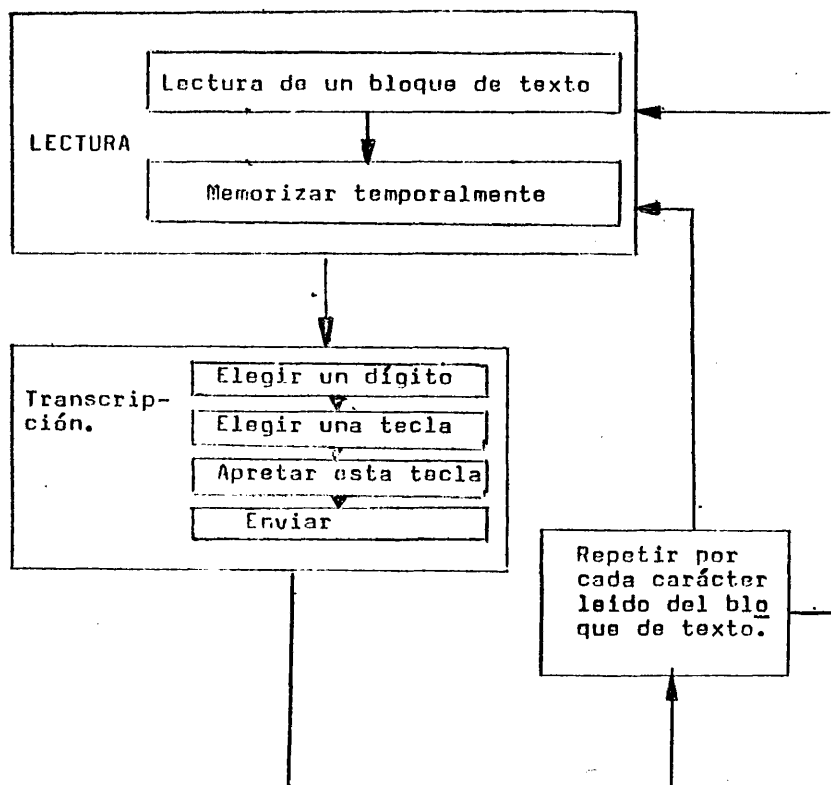 Lectura de un bloque de texto
LECTURA
Memorizar temporalmente
Transcrip-
ción.
Elegir un dígito
Elegir una tecla
Apretar esta tecla
Enviar
Repetir por
cada carácter
leido del blo
que de texto.